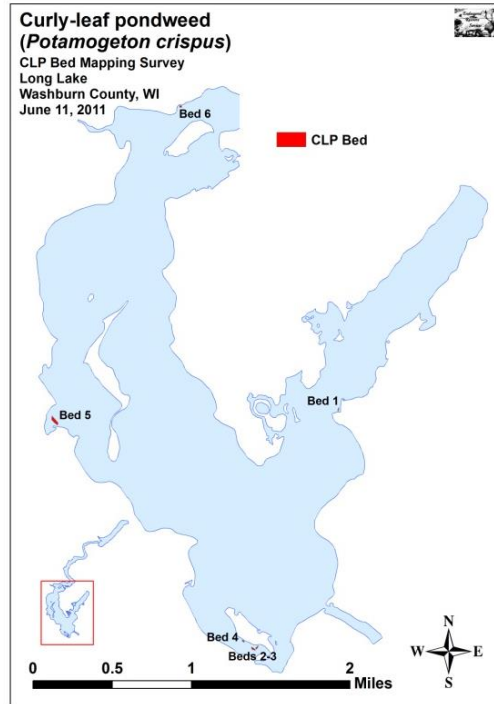 Curly-leaf pondweed
(Potamogeton crispus)
CLP Bed Mapping Survey
Long Lake
Washburn County, WI
June 11, 2011
Bed 6
CLP Bed
Bed 1
Bed 5
Bed 4
Beds 2-3
N
W E
S
0 0.5 1 2
Miles